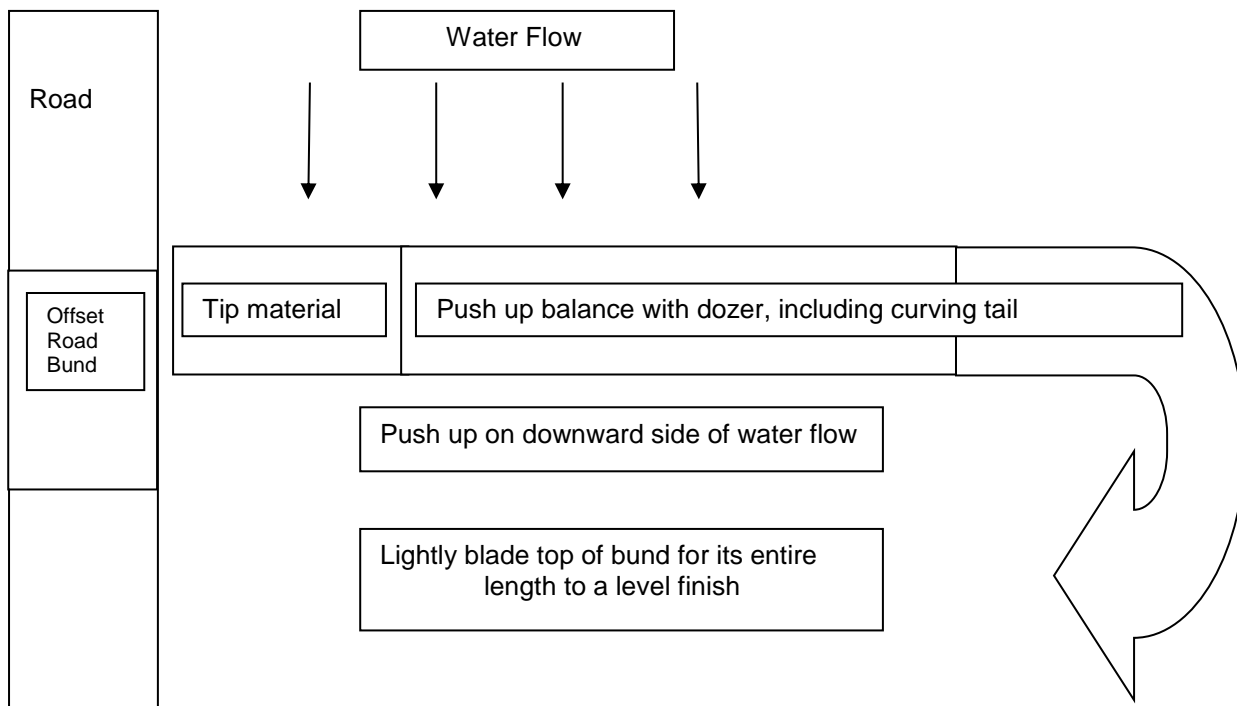 Water Flow
Road
Offset
Road
Bund
Tip material
Push up balance with dozer, including curving tail
Push up on downward side of water flow
Lightly blade top of bund for its entire
length to a level finish